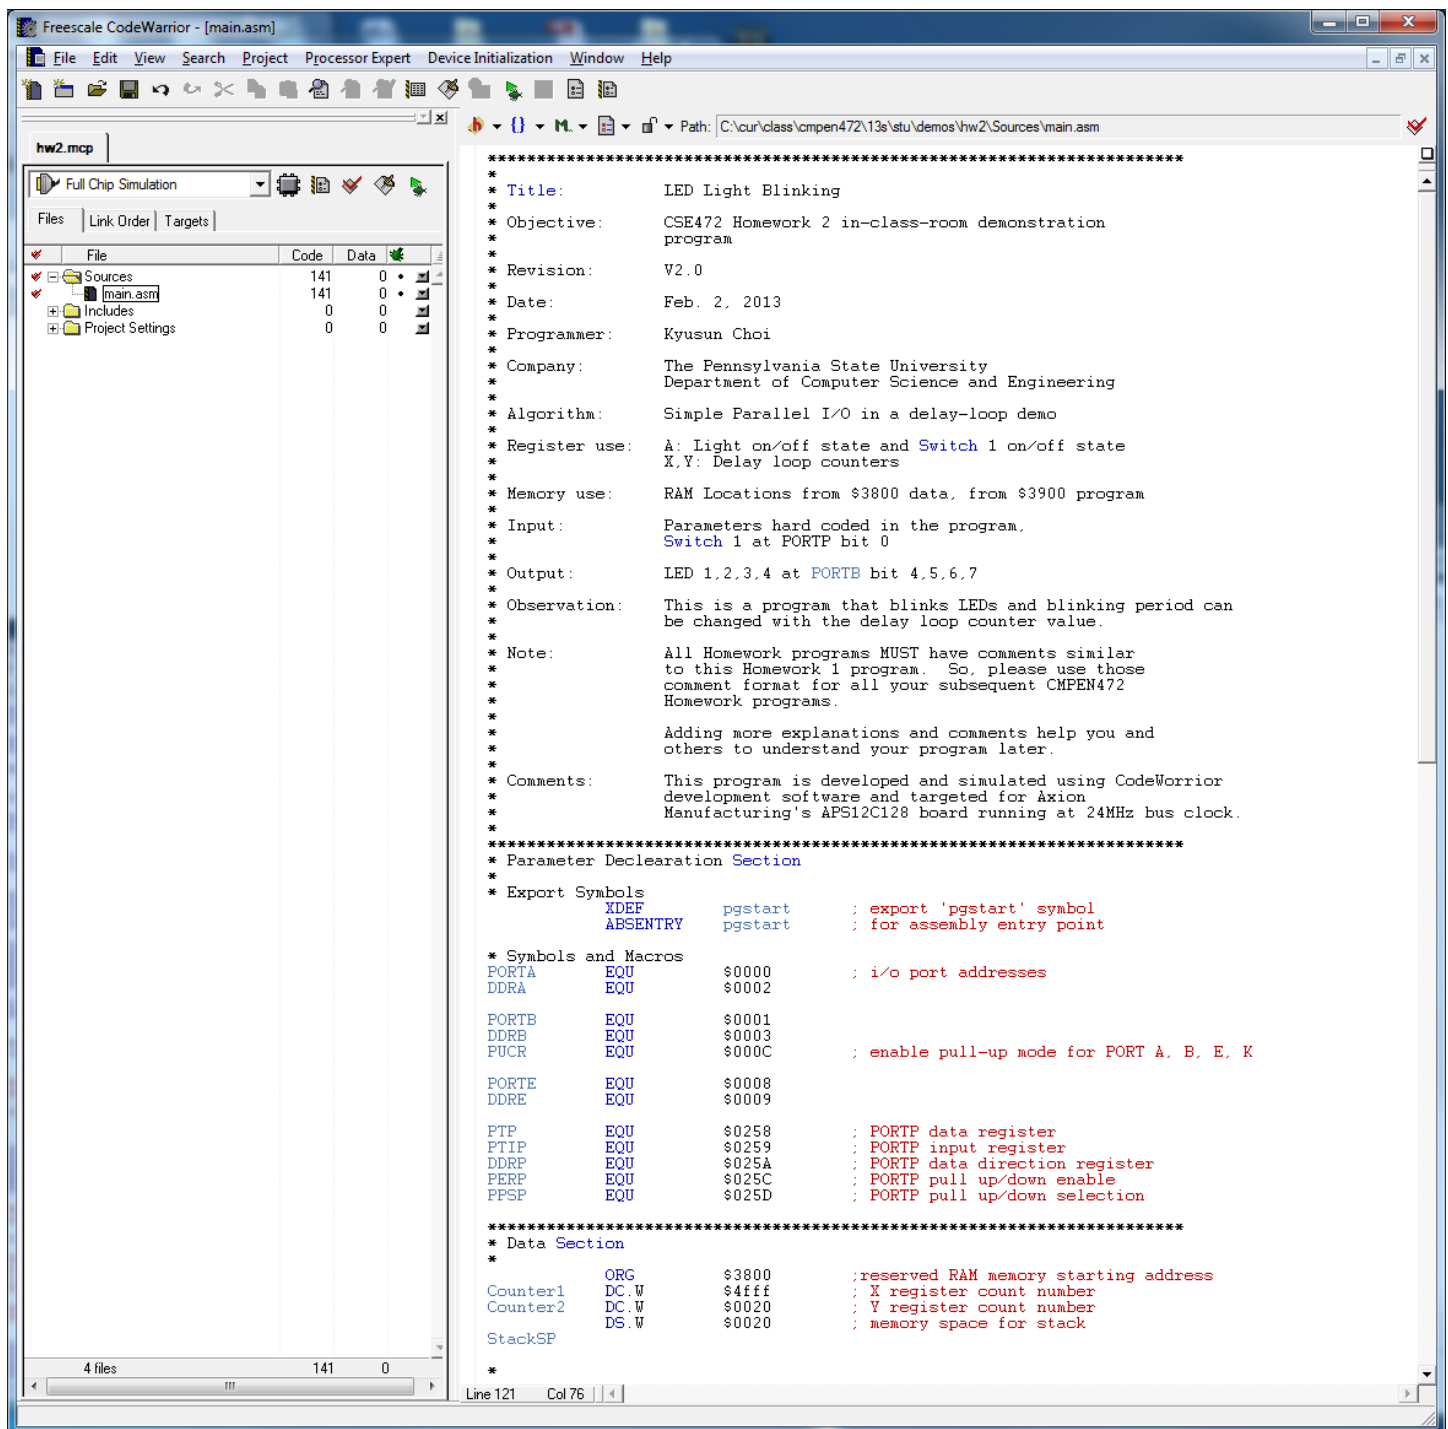 Freescale CodeWarrior - [main.asm]
File Edit View Search Project Processor Expert Device Initialization Window Help
Path: C:\cur\class\cmpen472\13s\stu\demos\hw2\Sources\main.asm
hw2.mcp
Full Chip Simulation
Files Link Order Targets
File Code Data
Sources 141 0
main.asm 141 0
Includes 0 0
Project Settings 0 0
4 files 141 0
***********************************************************************
*
* Title: LED Light Blinking
*
* Objective: CSE472 Homework 2 in-class-room demonstration
* program
*
* Revision: V2.0
*
* Date: Feb. 2, 2013
*
* Programmer: Kyusun Choi
*
* Company: The Pennsylvania State University
* Department of Computer Science and Engineering
*
* Algorithm: Simple Parallel I/O in a delay-loop demo
*
* Register use: A: Light on/off state and Switch 1 on/off state
* X,Y: Delay loop counters
*
* Memory use: RAM Locations from $3800 data, from $3900 program
*
* Input: Parameters hard coded in the program,
* Switch 1 at PORTP bit 0
*
* Output: LED 1,2,3,4 at PORTB bit 4,5,6,7
*
* Observation: This is a program that blinks LEDs and blinking period can
* be changed with the delay loop counter value.
*
* Note: All Homework programs MUST have comments similar
* to this Homework 1 program. So, please use those
* comment format for all your subsequent CMPEN472
* Homework programs.
*
* Adding more explanations and comments help you and
* others to understand your program later.
*
* Comments: This program is developed and simulated using CodeWorrior
* development software and targeted for Axion
* Manufacturing's APS12C128 board running at 24MHz bus clock.
*
***********************************************************************
* Parameter Declearation Section
*
* Export Symbols
XDEF pgstart ; export 'pgstart' symbol
ABSENTRY pgstart ; for assembly entry point
* Symbols and Macros
PORTA EQU $0000 ; i/o port addresses
DDRA EQU $0002
PORTB EQU $0001
DDRB EQU $0003
PUCR EQU $000C ; enable pull-up mode for PORT A, B, E, K
PORTE EQU $0008
DDRE EQU $0009
PTP EQU $0258 ; PORTP data register
PTIP EQU $0259 ; PORTP input register
DDRP EQU $025A ; PORTP data direction register
PERP EQU $025C ; PORTP pull up/down enable
PPSP EQU $025D ; PORTP pull up/down selection
***********************************************************************
* Data Section
*
ORG $3800 ;reserved RAM memory starting address
Counter1 DC.W $4fff ; X register count number
Counter2 DC.W $0020 ; Y register count number
DS.W $0020 ; memory space for stack
StackSP
*
Line 121 Col 76